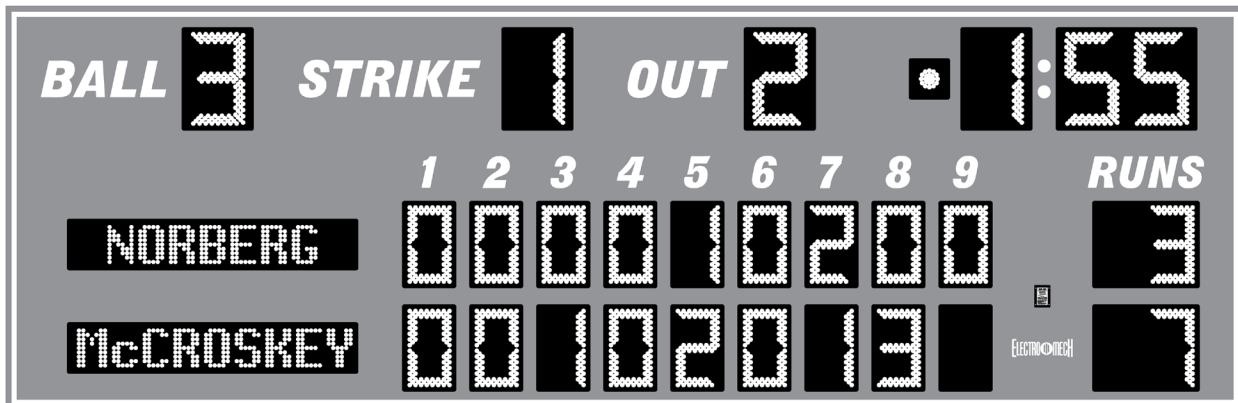 BALL 3 STRIKE 1 OUT 2 1:55
1 2 3 4 5 6 7 8 9 RUNS
NORBERG 0 0 0 0 1 0 2 0 0 3
McCROSKEY 0 0 1 0 2 0 1 3 7
ELECTRO-MECH